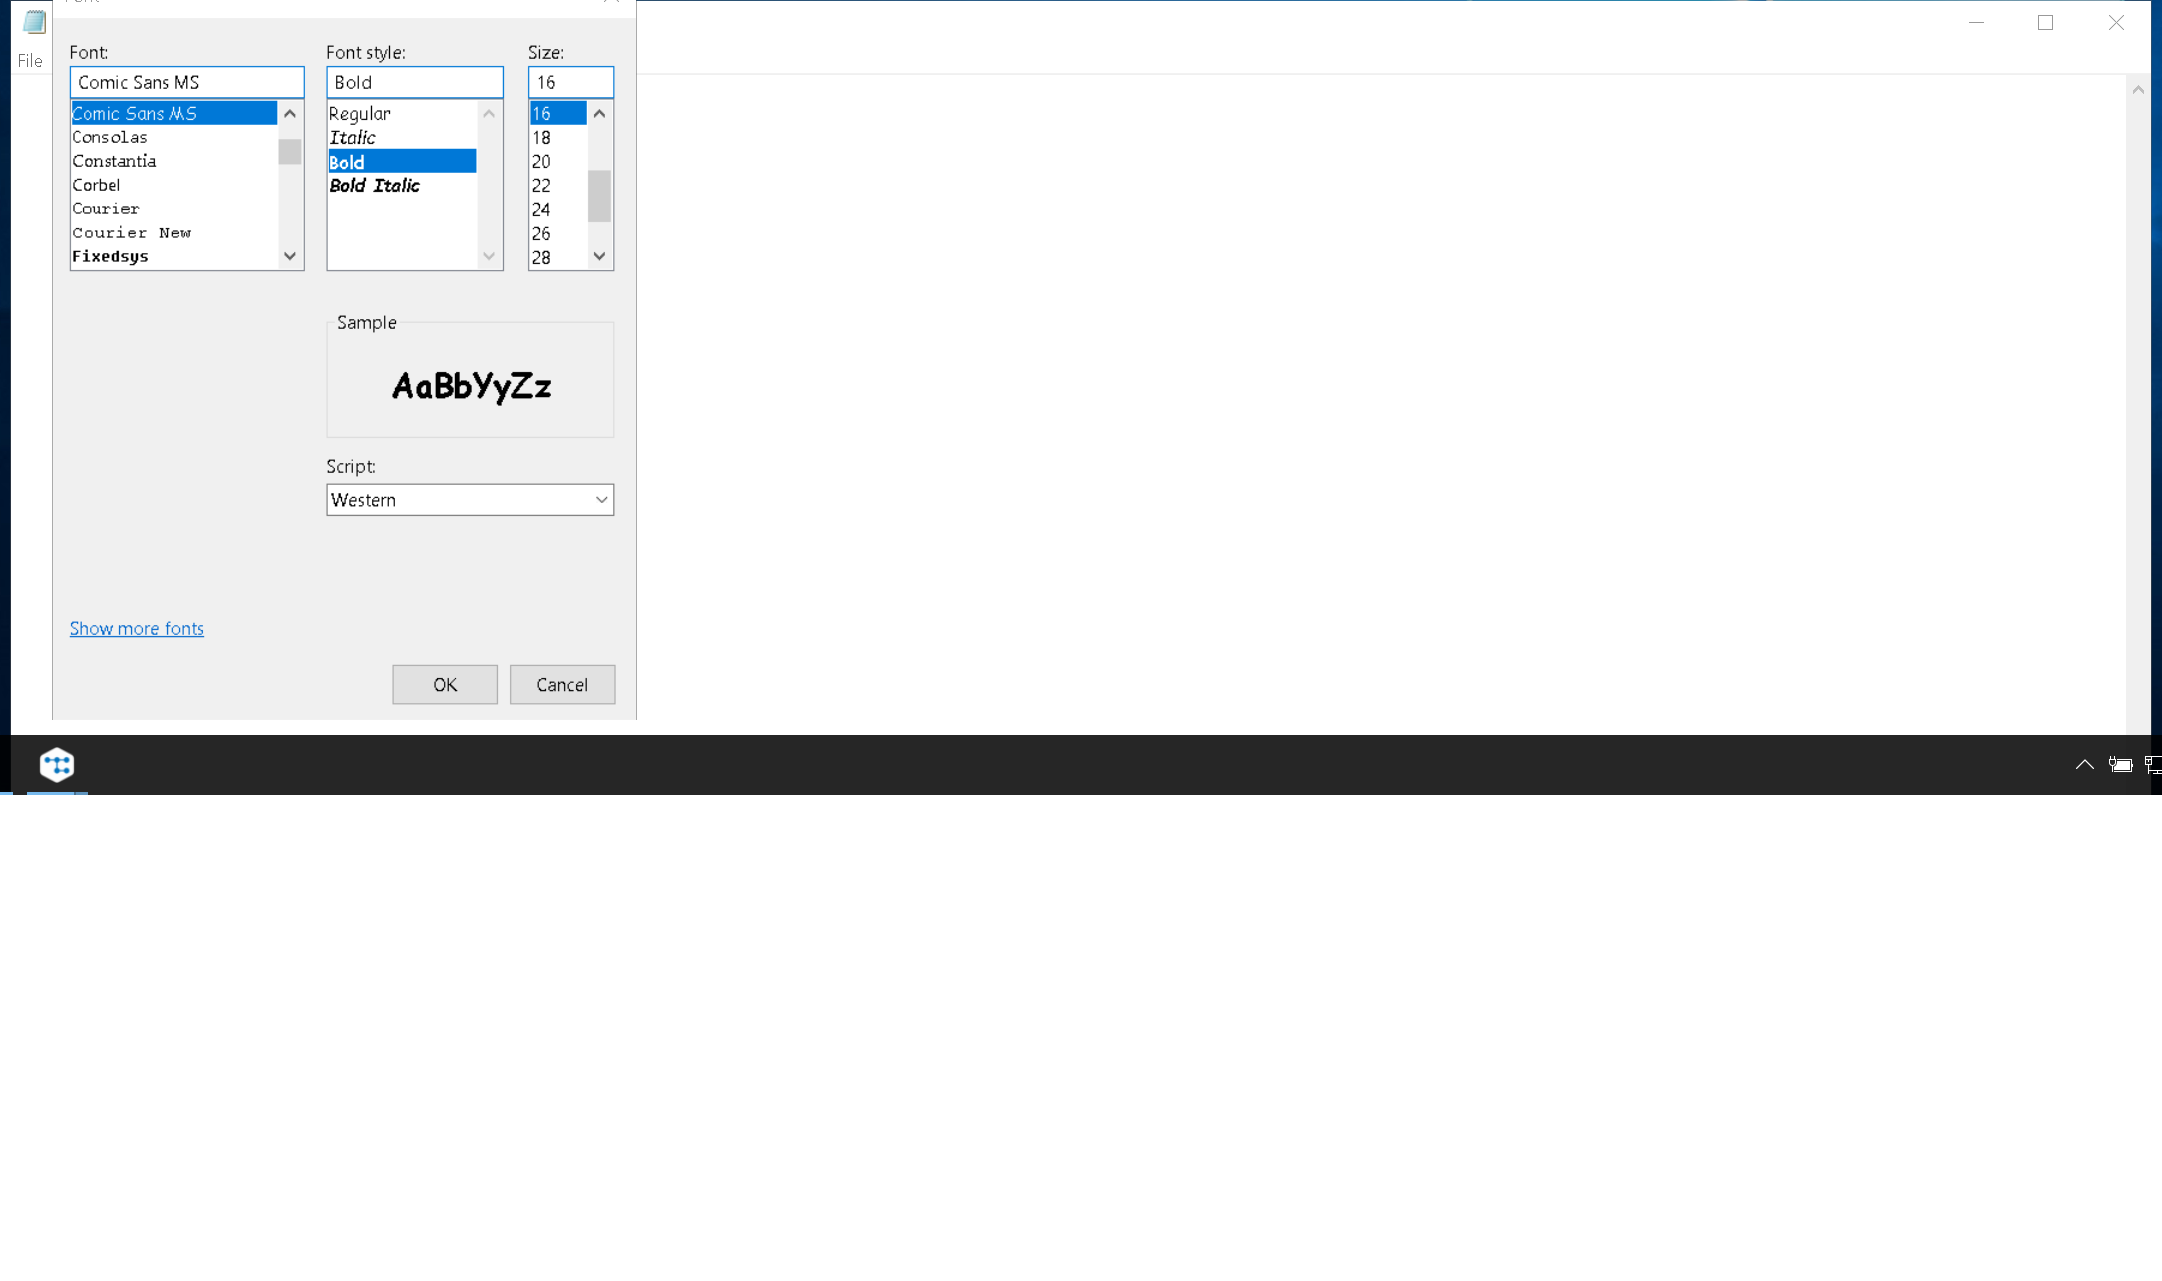 Font
File
Font:
Comic Sans MS
Comic Sans MS
Consolas
Constantia
Corbel
Courier
Courier New
Fixedsys
Font style:
Bold
Regular
Italic
Bold
Bold Italic
Size:
16
16
18
20
22
24
26
28
Sample
AaBbYyZz
Script:
Western
Show more fonts
OK
Cancel